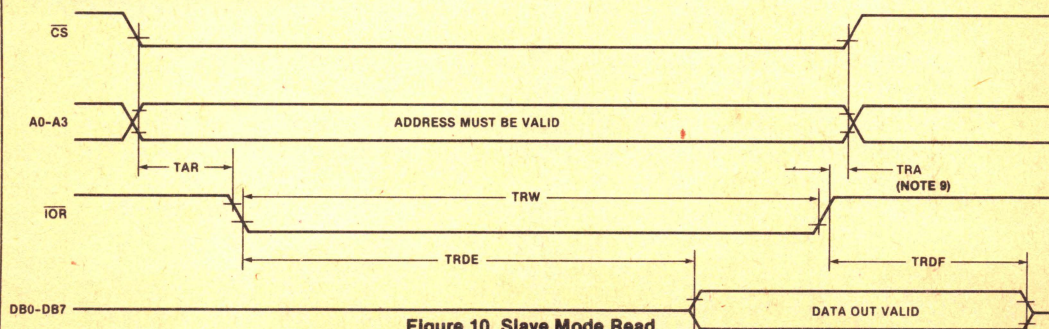 CS
A0-A3
ADDRESS MUST BE VALID
TAR
TRA
(NOTE 9)
IOR
TRW
TRDE
TRDF
DB0-DB7
DATA OUT VALID
Figure 10. Slave Mode Read